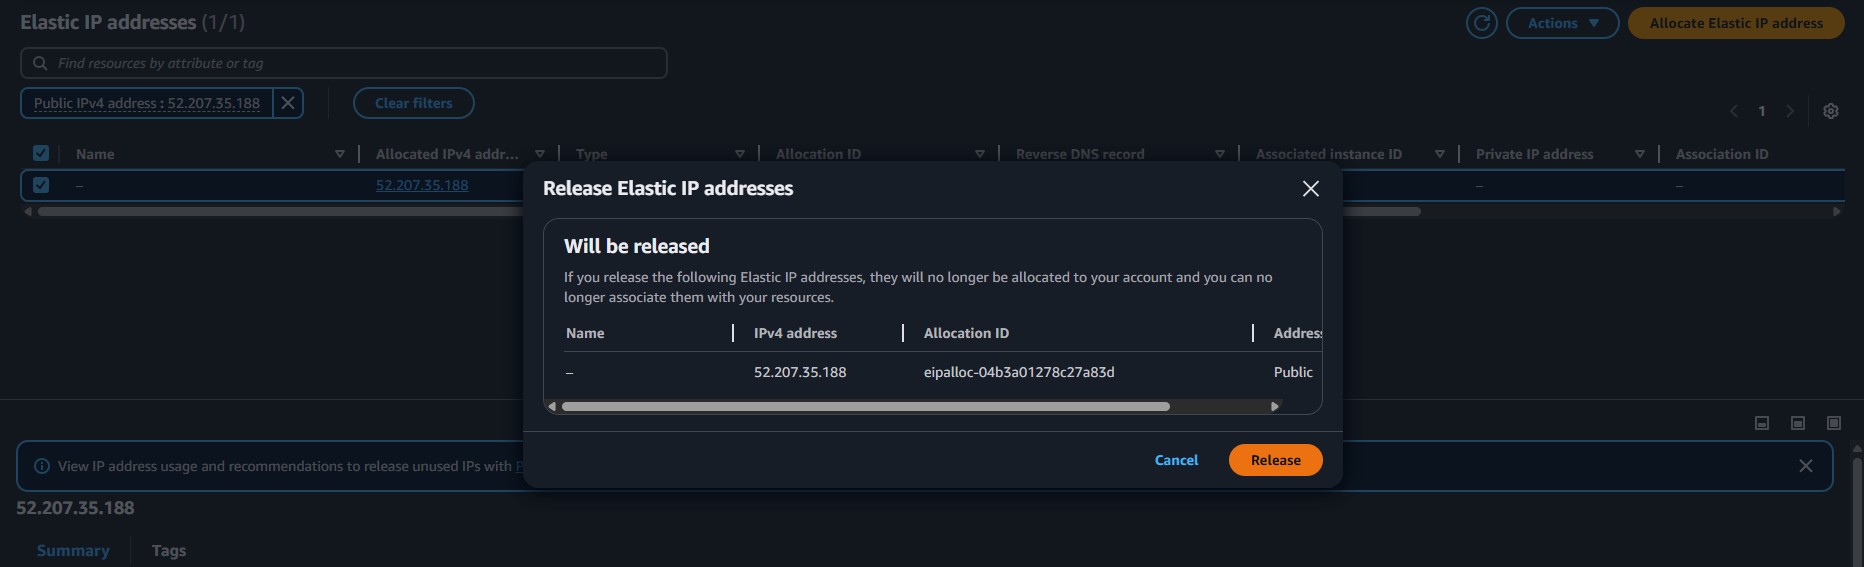 Elastic IP addresses (1/1)
Actions
Allocate Elastic IP address
Find resources by attribute or tag
Public IPv4 address : 52.207.35.188
Clear filters
1
Name
Allocated IPv4 addr...
Type
Allocation ID
Reverse DNS record
Associated instance ID
Private IP address
Association ID
–
52.207.35.188
–
–
Release Elastic IP addresses
Will be released
If you release the following Elastic IP addresses, they will no longer be allocated to your account and you can no
longer associate them with your resources.
Name
IPv4 address
Allocation ID
Addres
–
52.207.35.188
eipalloc-04b3a01278c27a83d
Public
Cancel
Release
View IP address usage and recommendations to release unused IPs with
52.207.35.188
Summary
Tags